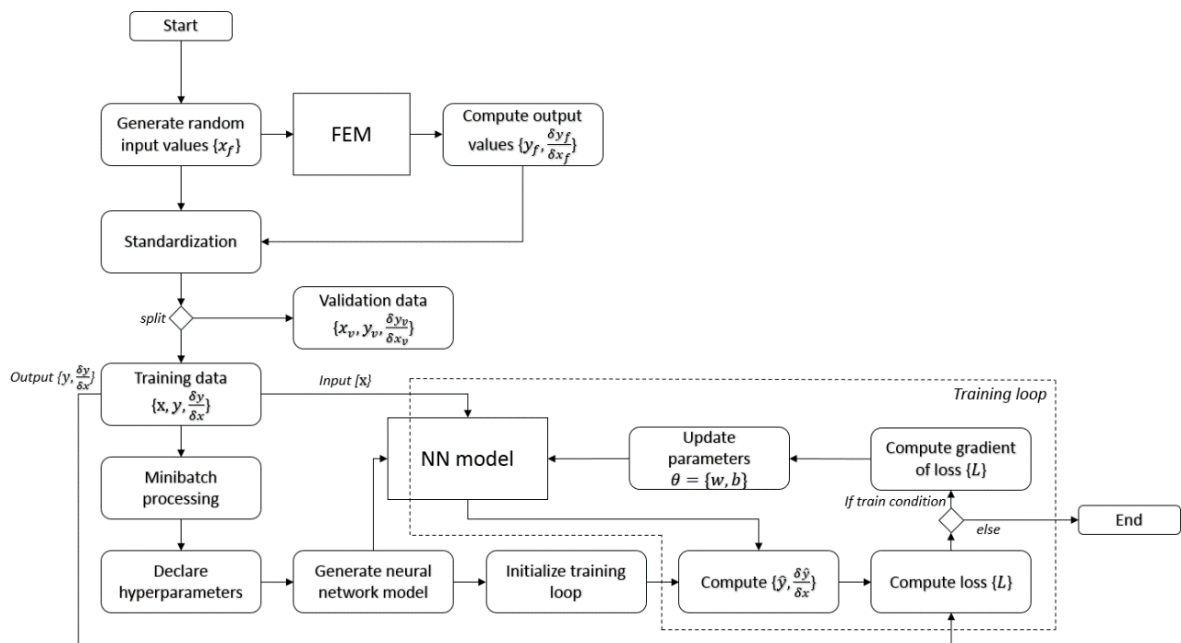 Start
Generate random
input values {x_f}
FEM
Compute output
values {y_f, δy_f/δx_f}
Standardization
split
Validation data
{x_v, y_v, δy_v/δx_v}
Output {y, δy/δx}
Training data
{x, y, δy/δx}
Input {x}
Training loop
NN model
Update
parameters
θ = {w, b}
Compute gradient
of loss {L}
Minibatch
processing
If train condition
else
End
Declare
hyperparameters
Generate neural
network model
Initialize training
loop
Compute {ŷ, δŷ/δx}
Compute loss {L}